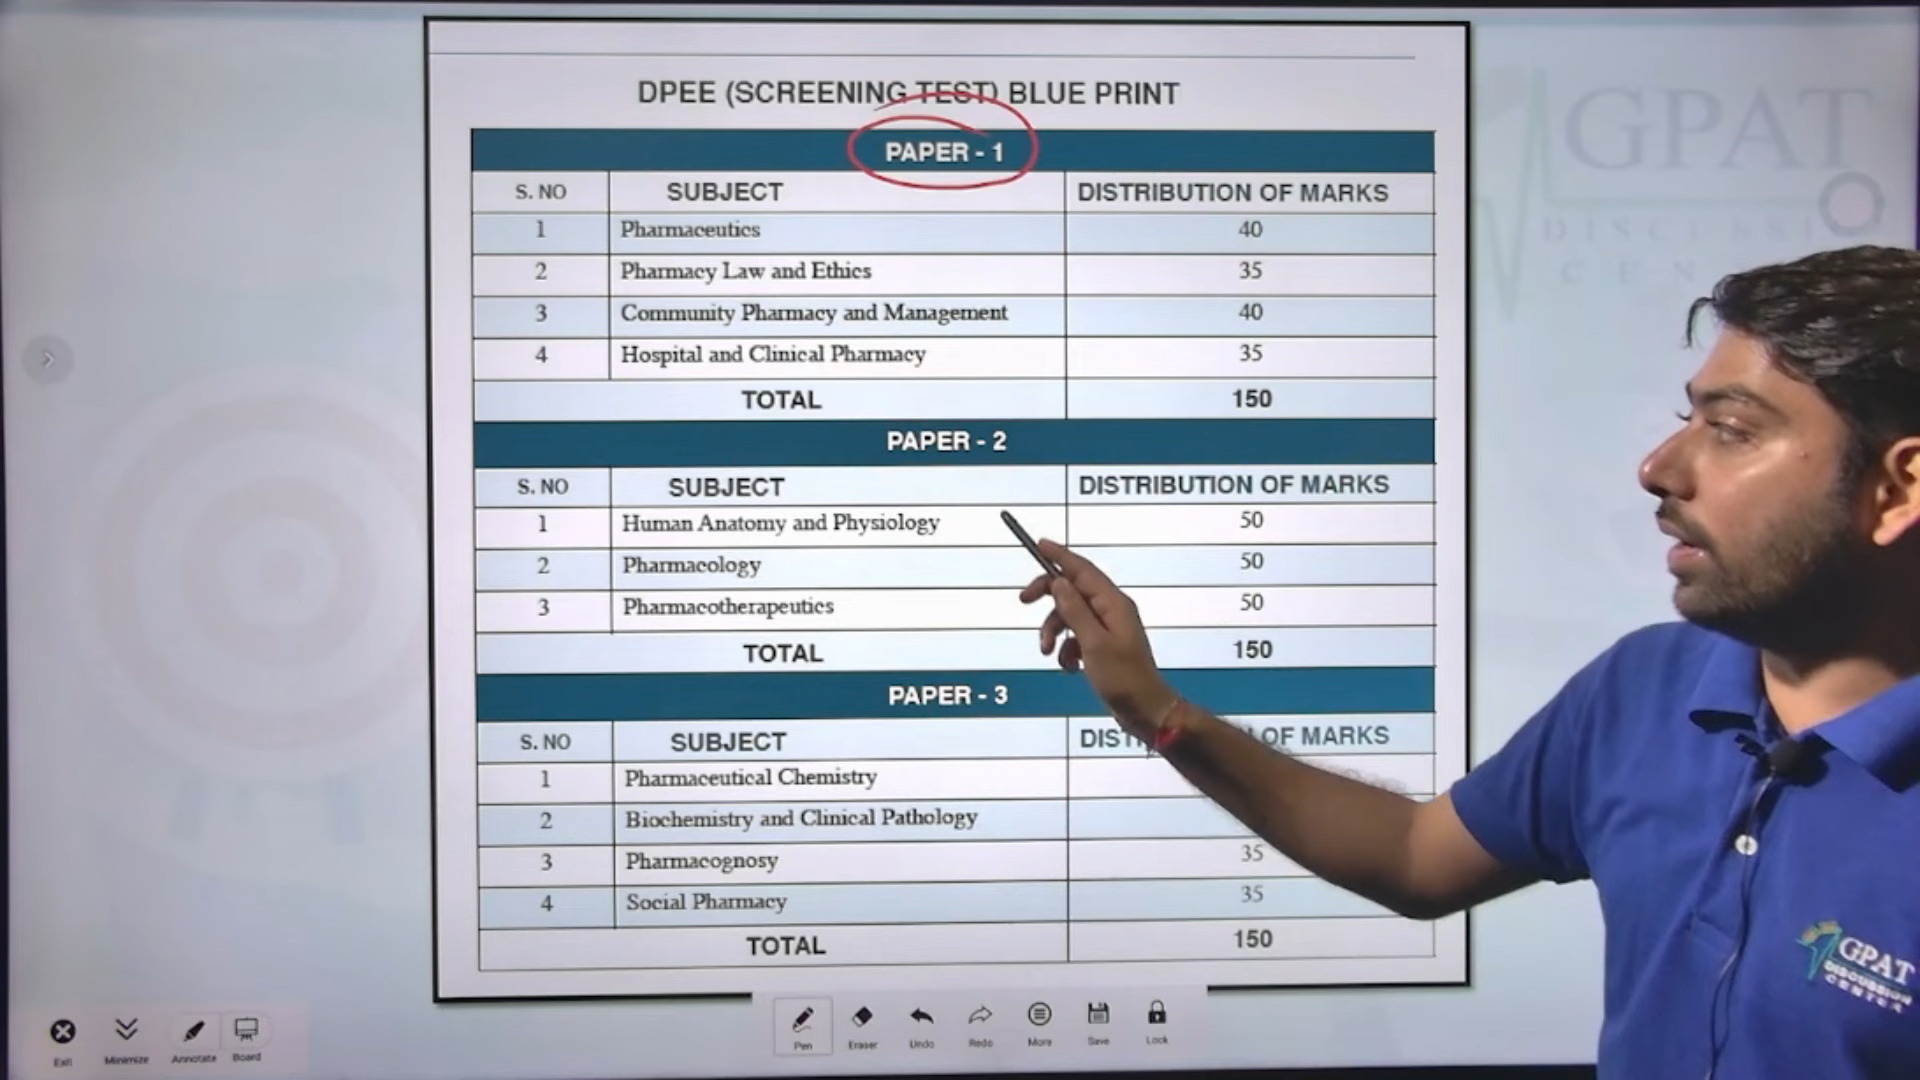 DPEE (SCREENING TEST) BLUE PRINT
PAPER - 1
S. NO SUBJECT DISTRIBUTION OF MARKS
1 Pharmaceutics 40
2 Pharmacy Law and Ethics 35
3 Community Pharmacy and Management 40
4 Hospital and Clinical Pharmacy 35
TOTAL 150
PAPER - 2
S. NO SUBJECT DISTRIBUTION OF MARKS
1 Human Anatomy and Physiology 50
2 Pharmacology 50
3 Pharmacotherapeutics 50
TOTAL 150
PAPER - 3
S. NO SUBJECT OF MARKS
1 Pharmaceutical Chemistry
2 Biochemistry and Clinical Pathology
3 Pharmacognosy 35
4 Social Pharmacy 35
TOTAL 150
GPAT
Exit Minimize Annotate Board
Pen Eraser Undo Redo More Save Lock
GPAT
DISCUSSION
CENTER